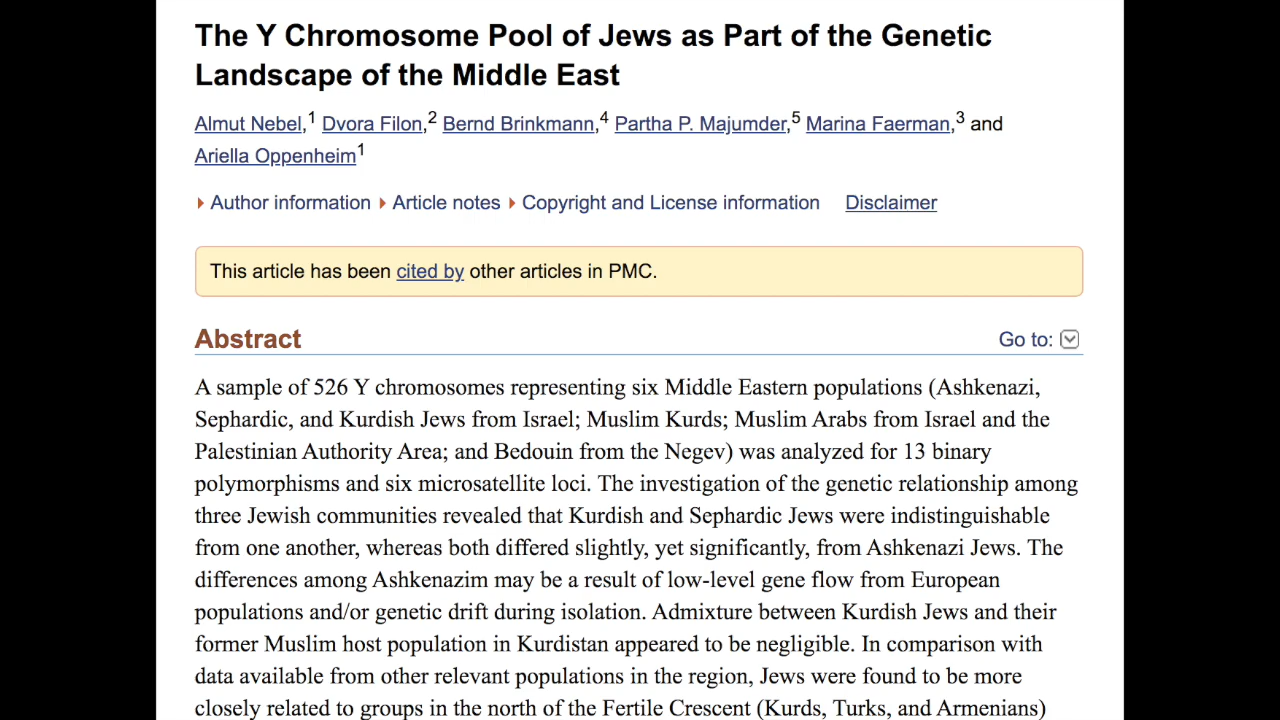 The Y Chromosome Pool of Jews as Part of the Genetic
Landscape of the Middle East
Almut Nebel,1 Dvora Filon,2 Bernd Brinkmann,4 Partha P. Majumder,5 Marina Faerman,3 and
Ariella Oppenheim1
Author information Article notes Copyright and License information Disclaimer
This article has been cited by other articles in PMC.
Abstract Go to:
A sample of 526 Y chromosomes representing six Middle Eastern populations (Ashkenazi,
Sephardic, and Kurdish Jews from Israel; Muslim Kurds; Muslim Arabs from Israel and the
Palestinian Authority Area; and Bedouin from the Negev) was analyzed for 13 binary
polymorphisms and six microsatellite loci. The investigation of the genetic relationship among
three Jewish communities revealed that Kurdish and Sephardic Jews were indistinguishable
from one another, whereas both differed slightly, yet significantly, from Ashkenazi Jews. The
differences among Ashkenazim may be a result of low-level gene flow from European
populations and/or genetic drift during isolation. Admixture between Kurdish Jews and their
former Muslim host population in Kurdistan appeared to be negligible. In comparison with
data available from other relevant populations in the region, Jews were found to be more
closely related to groups in the north of the Fertile Crescent (Kurds, Turks, and Armenians)